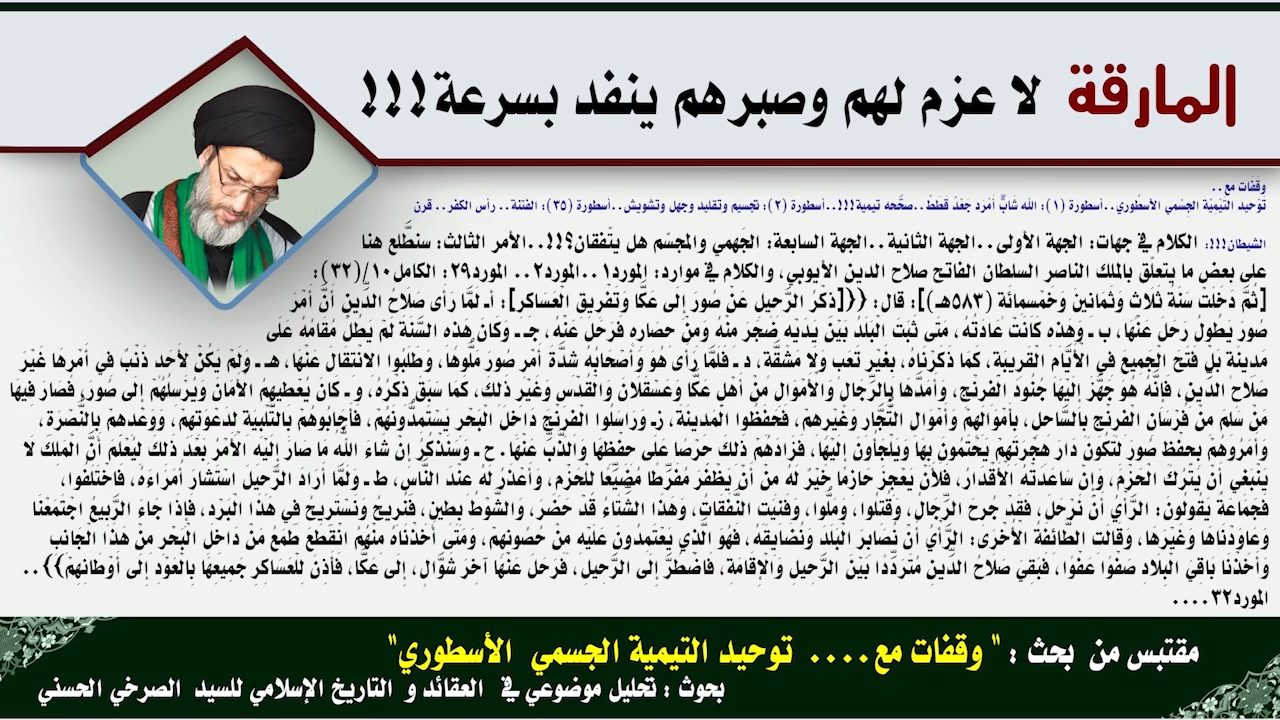 المارقة لا عزم لهم وصبرهم ينفد بسرعة!!!
وقفات مع..
توحيد التيمية الجسمي الأسطوري..أسطورة (١): الله شابٌّ أمرد جَعْدٌ قَطَطٌ..صحّحه تيمية!!!..أسطورة (٢): تجسيم وتقليد وجهل وتشويش..أسطورة (٣٥): الفتنة.. رأس الكفر.. قرن
الشيطان!!!: الكلام في جهات: الجهة الأولى..الجهة الثانية..الجهة السابعة: الجَهمي والمجسّم هل يتّفقان؟!!..الأمر الثالث: سنطّلع هنا
على بعض ما يتعلّق بالملك الناصر السلطان الفاتح صلاح الدين الأيوبي، والكلام في موارد: المورد١..المورد٢.. المورد٢٩: الكامل١٠/(٣٢):
[ثُمَّ دخلت سنة ثلاث وثمانين وخمسمائة (٥٨٣هـ)]: قال: {{[ذكر الرّحيل عن صور إلى عكّا وتفريق العساكر]: أـ لمّا رأى صلاح الدّين أنّ أمر
صور يطول رحل عنها، ب ـ وهذه كانت عادته، متى ثبت البلد بين يديه ضجر منه ومن حصاره فرحل عنه، جـ ـ وكان هذه السّنة لم يطل مقامه على
مدينة بل فتح الجميع في الأيّام القريبة، كما ذكرناه، بغير تعب ولا مشقّة، د ـ فلمّا رأى هو وأصحابه شدّة أمر صور ملّوها، وطلبوا الانتقال عنها، هـ ـ ولم يكن لأحد ذنب في أمرها غير
صلاح الدّين، فإنّه هو جهّز إليها جنود الفرنج، وأمدّها بالرّجال والأموال من أهل عكّا وعسقلان والقدس وغير ذلك، كما سبق ذكره، و ـ كان يعطيهم الأمان ويرسلهم إلى صور، فصار فيها
من سلم من فرسان الفرنج بالسّاحل، بأموالهم وأموال التّجّار وغيرهم، فحفظوا المدينة، زـ وراسلوا الفرنج داخل البحر يستمدّونهم، فأجابوهم بالتّلبية لدعوتهم، ووعدهم بالنّصرة،
وأمروهم بحفظ صور لتكون دار هجرتهم يحتمون بها ويلجأون إليها، فزادهم ذلك حرصا على حفظها والذّبّ عنها. ح ـ وسنذكر إن شاء الله ما صار إليه الأمر بعد ذلك ليُعلم أنّ الملك لا
ينبغي أن يترك الحزم، وإن ساعدته الأقدار، فلأن يعجز حازما خير له من أن يظفر مفرّطا مضيّعا للحزم، وأعذر له عند النّاس، ط ـ ولمّا أراد الرّحيل استشار أمراءه، فاختلفوا،
فجماعة يقولون: الرّأي أن نرحل، فقد جرح الرّجال، وقتلوا، وملّوا، وفنيت النّفقات، وهذا الشّتاء قد حضر، والشّوط بطين، فنريح ونستريح في هذا البرد، فإذا جاء الرّبيع اجتمعنا
وعاودناها وغيرها، وقالت الطّائفة الأخرى: الرّأي أن نصابر البلد ونضايقه، فهو الّذي يعتمدون عليه من حصونهم، ومتى أخذناه منهم انقطع طمع من داخل البحر من هذا الجانب
وأخذنا باقي البلاد صفوا عفوا، فبقي صلاح الدّين متردّدا بين الرّحيل والإقامة، فاضطرّ إلى الرّحيل، فرحل عنها آخر شوّال، إلى عكّا، فأذن للعساكر جميعها بالعود إلى أوطانهم}}..
المورد٣٢....
مقتبس من بحث : " وقفات مع.... توحيد التيمية الجسمي الأسطوري"
بحوث : تحليل موضوعي في العقائد و التاريخ الإسلامي للسيد الصرخي الحسني